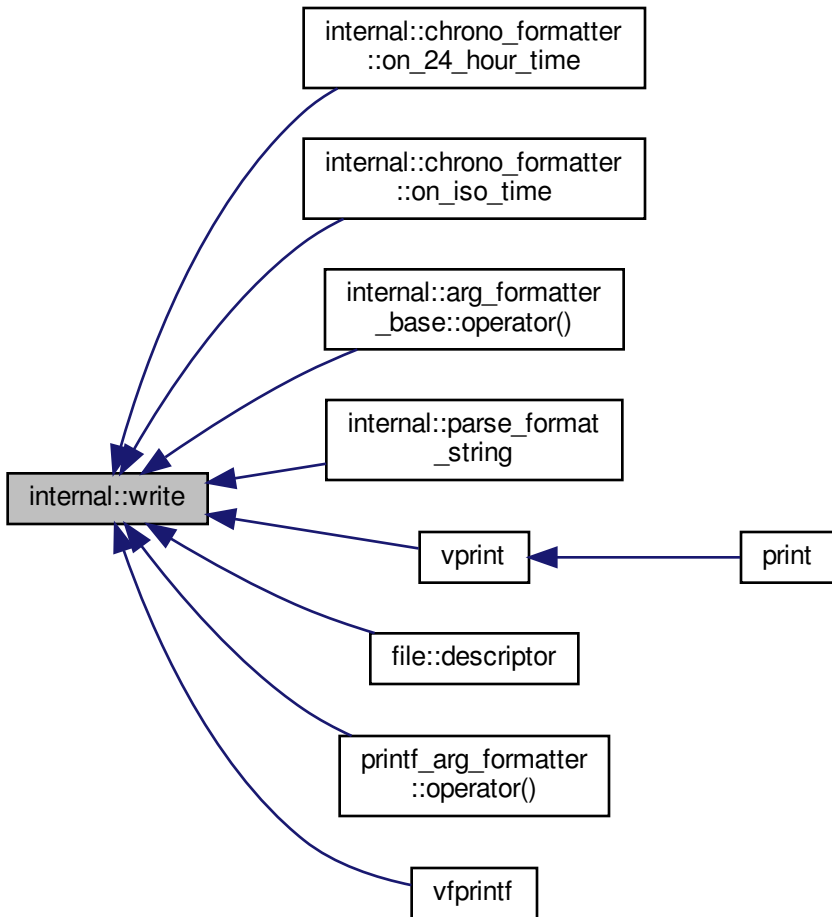 internal::chrono_formatter
::on_24_hour_time
internal::chrono_formatter
::on_iso_time
internal::arg_formatter
_base::operator()
internal::parse_format
_string
internal::write
vprint
print
file::descriptor
printf_arg_formatter
::operator()
vfprintf